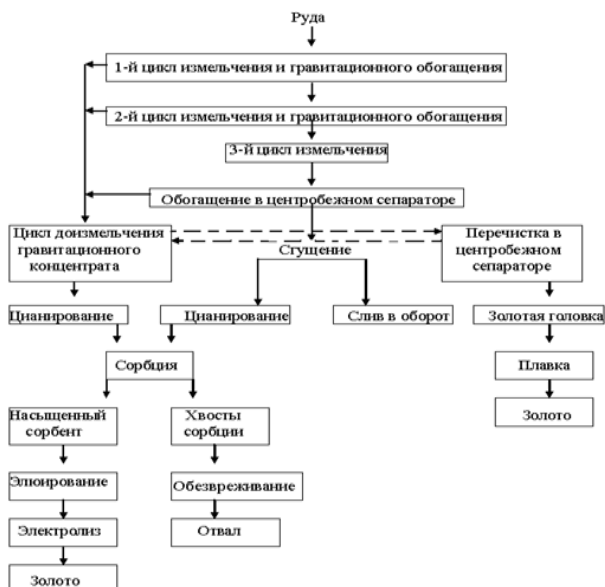 Руда
1-й цикл измельчения и гравитационного обогащения
2-й цикл измельчения и гравитационного обогащения
3-й цикл измельчения
Обогащение в центробежном сепараторе
Цикл доизмельчения
гравитационного
концентрата
Сгущение
Перечистка в
центробежном
сепараторе
Цианирование
Цианирование
Слив в оборот
Золотая головка
Сорбция
Плавка
Насыщенный
сорбент
Хвосты
сорбции
Золото
Элюирование
Обезвреживание
Электролиз
Отвал
Золото